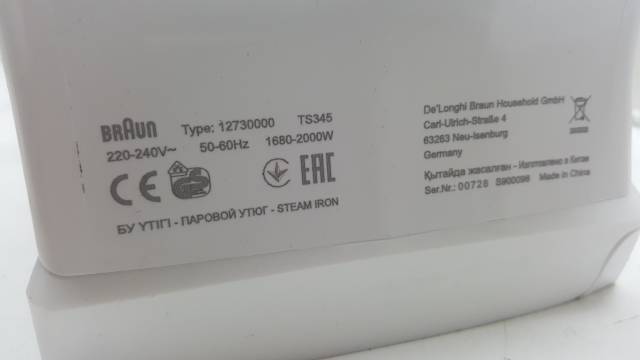 BRAUN Type: 12730000 TS345
220-240V~ 50-60Hz 1680-2000W
CE EAC
БУ ҮТІГІ - ПАРОВОЙ УТЮГ - STEAM IRON
De'Longhi Braun Household GmbH
Carl-Ulrich-Straße 4
63263 Neu-Isenburg
Germany
Қытайда жасалған - Изготовлено в Китае
Ser.Nr.: 00728 S900098 Made in China